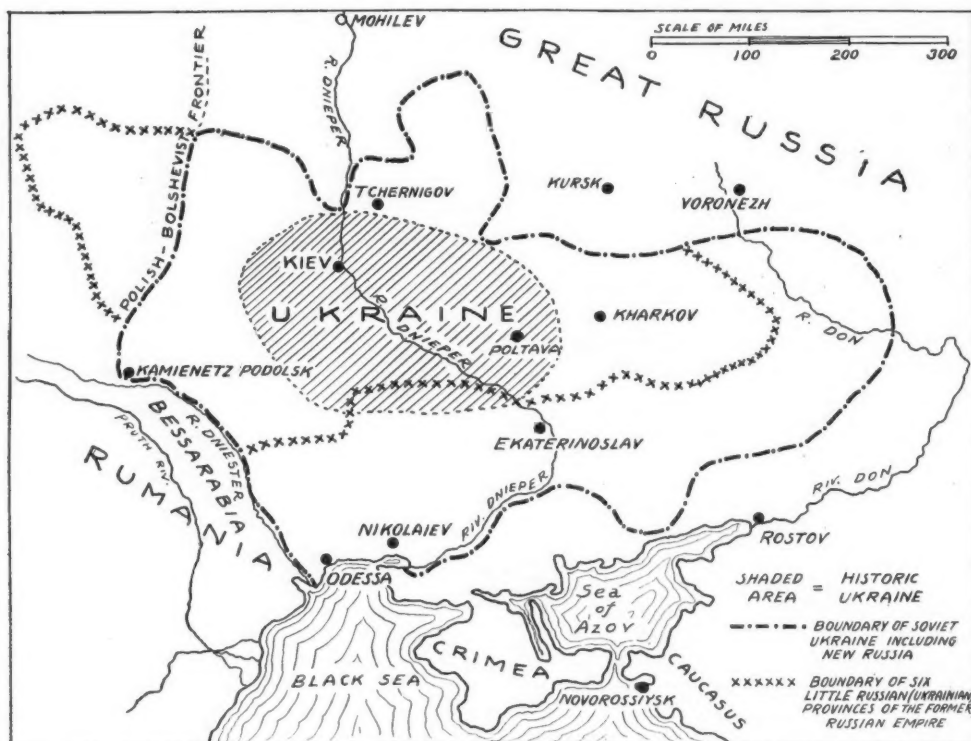 MOHILEV
SCALE OF MILES
0 100 200 300
GREAT RUSSIA
R. DNIEPER
POLISH-BOLSHEVIST FRONTIER
TCHERNIGOV
KURSK
VORONEZH
KIEV
UKRAINE
R. DNIEPER
POLTAVA
KHARKOV
R. DON
KAMIENETZ PODOLSK
R. DNIESTER
BESSARABIA
PRUTH RIV.
RUMANIA
EKATERINOSLAV
RIV. DNIEPER
RIV. DON
NIKOLAIEV
ODESSA
ROSTOV
Sea
of
Azov
CRIMEA
CAUCASUS
BLACK SEA
NOVOROSSIYSK
SHADED AREA = HISTORIC UKRAINE
BOUNDARY OF SOVIET
UKRAINE INCLUDING
NEW RUSSIA
BOUNDARY OF SIX
LITTLE RUSSIAN (UKRAINIAN)
PROVINCES OF THE FORMER
RUSSIAN EMPIRE